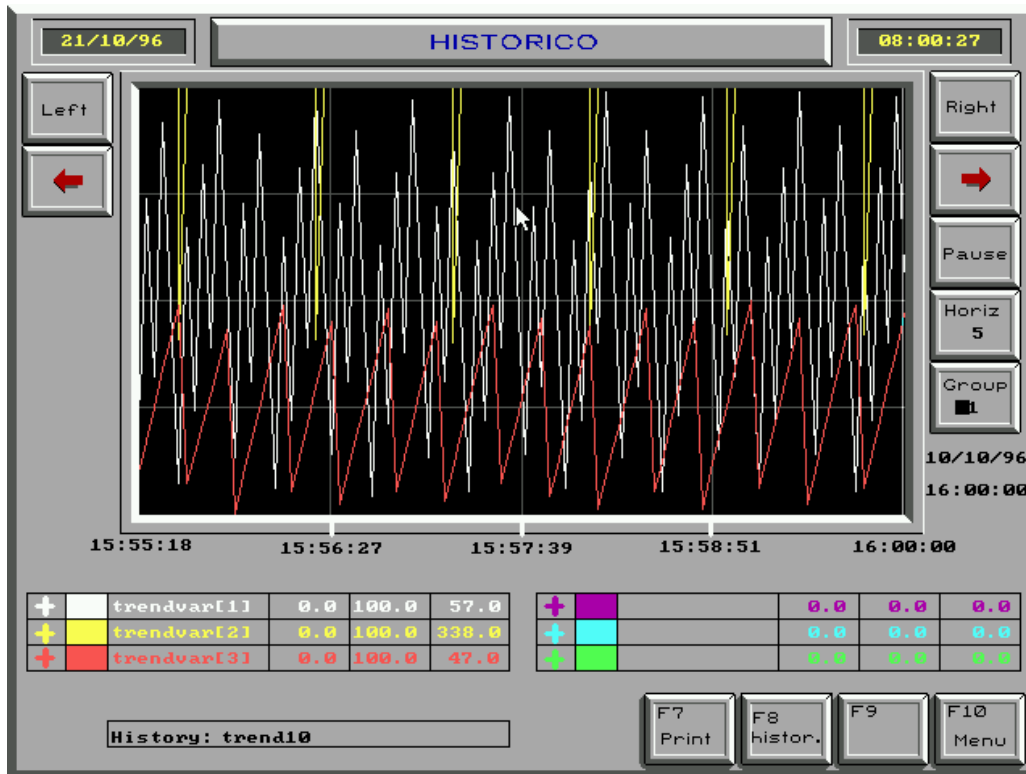 21/10/96 HISTORICO 08:00:27
Left Right
Pause
Horiz
5
Group
1
10/10/96
16:00:00
15:55:18 15:56:27 15:57:39 15:58:51 16:00:00
trendvar[1] 0.0 100.0 57.0 0.0 0.0 0.0
trendvar[2] 0.0 100.0 338.0 0.0 0.0 0.0
trendvar[3] 0.0 100.0 47.0 0.0 0.0 0.0
F7 F8 F9 F10
Print histor. Menu
History: trend10